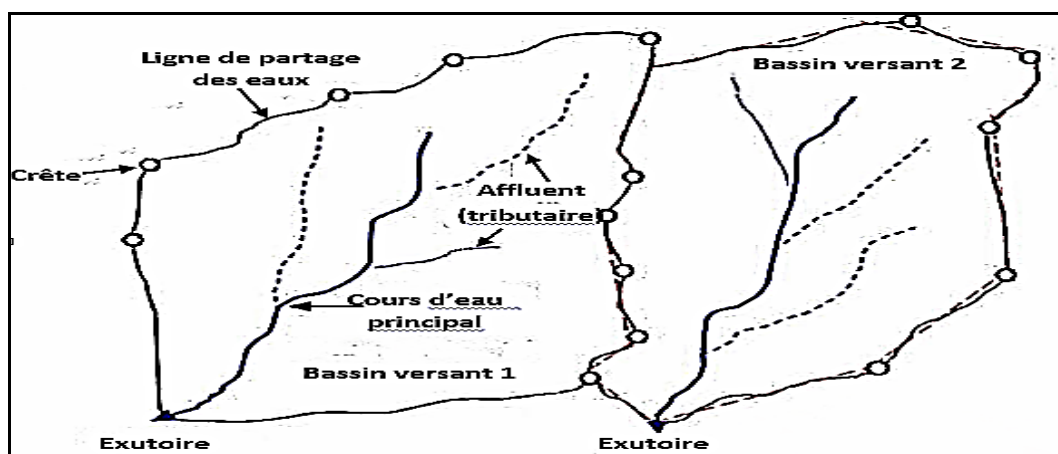 Ligne de partage
des eaux
Bassin versant 2
Crête
Affluent
(tributaire)
Cours d'eau
principal
Bassin versant 1
Exutoire
Exutoire